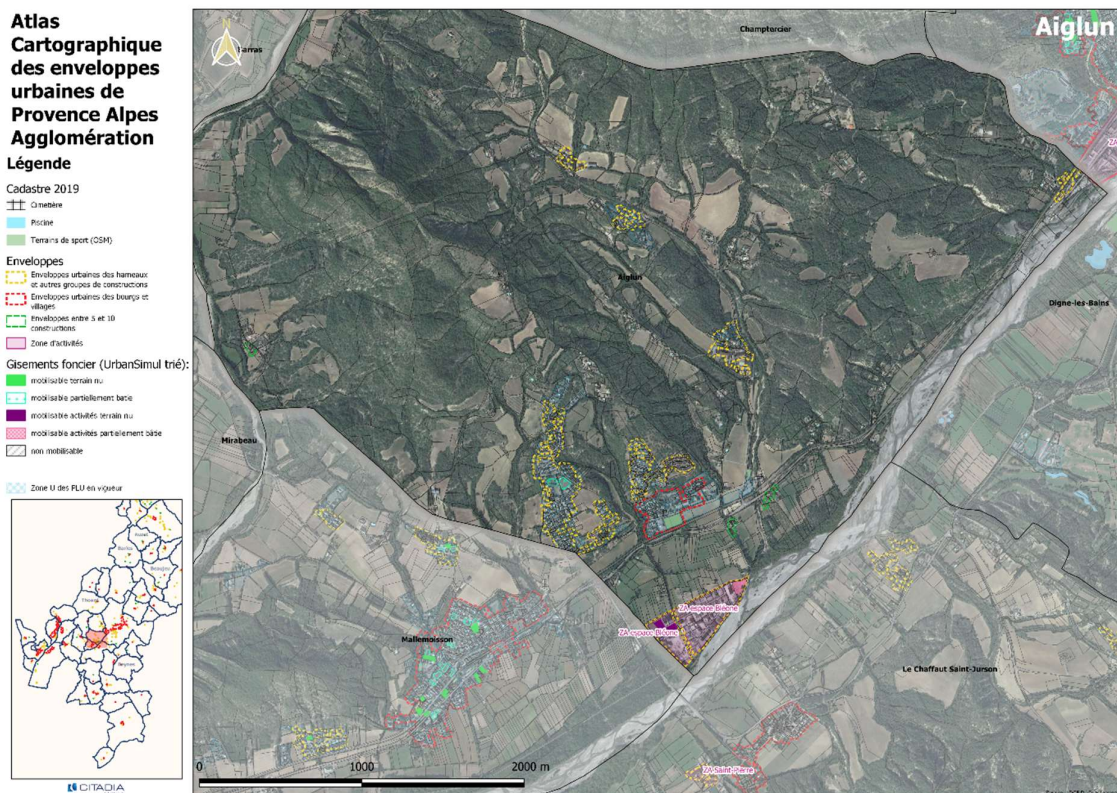 Atlas
Cartographique
des enveloppes
urbaines de
Provence Alpes
Agglomération
Légende
Cadastre 2019
Cimetière
Piscine
Terrains de sport (OSM)
Enveloppes
Enveloppes urbaines des hameaux
et autres groupes de constructions
Enveloppes urbaines des bourgs et
villages
Enveloppes entre 5 et 10
constructions
Zone d'activités
Gisements foncier (UrbanSimul trié):
mobilisable terrain nu
mobilisable partiellement batie
mobilisable activités terrain nu
mobilisable activités partiellement bâtie
non mobilisable
Zone U des PLU en vigueur
CITADIA
Aiglun
N
Barras
Champtercier
ZA
Aiglun
Digne-les-Bains
Mirabeau
ZA espace Bléone
ZA espace Bléone
Mallemoisson
Le Chaffaut Saint-Jurson
ZA Saint-Pierre
0 1000 2000 m